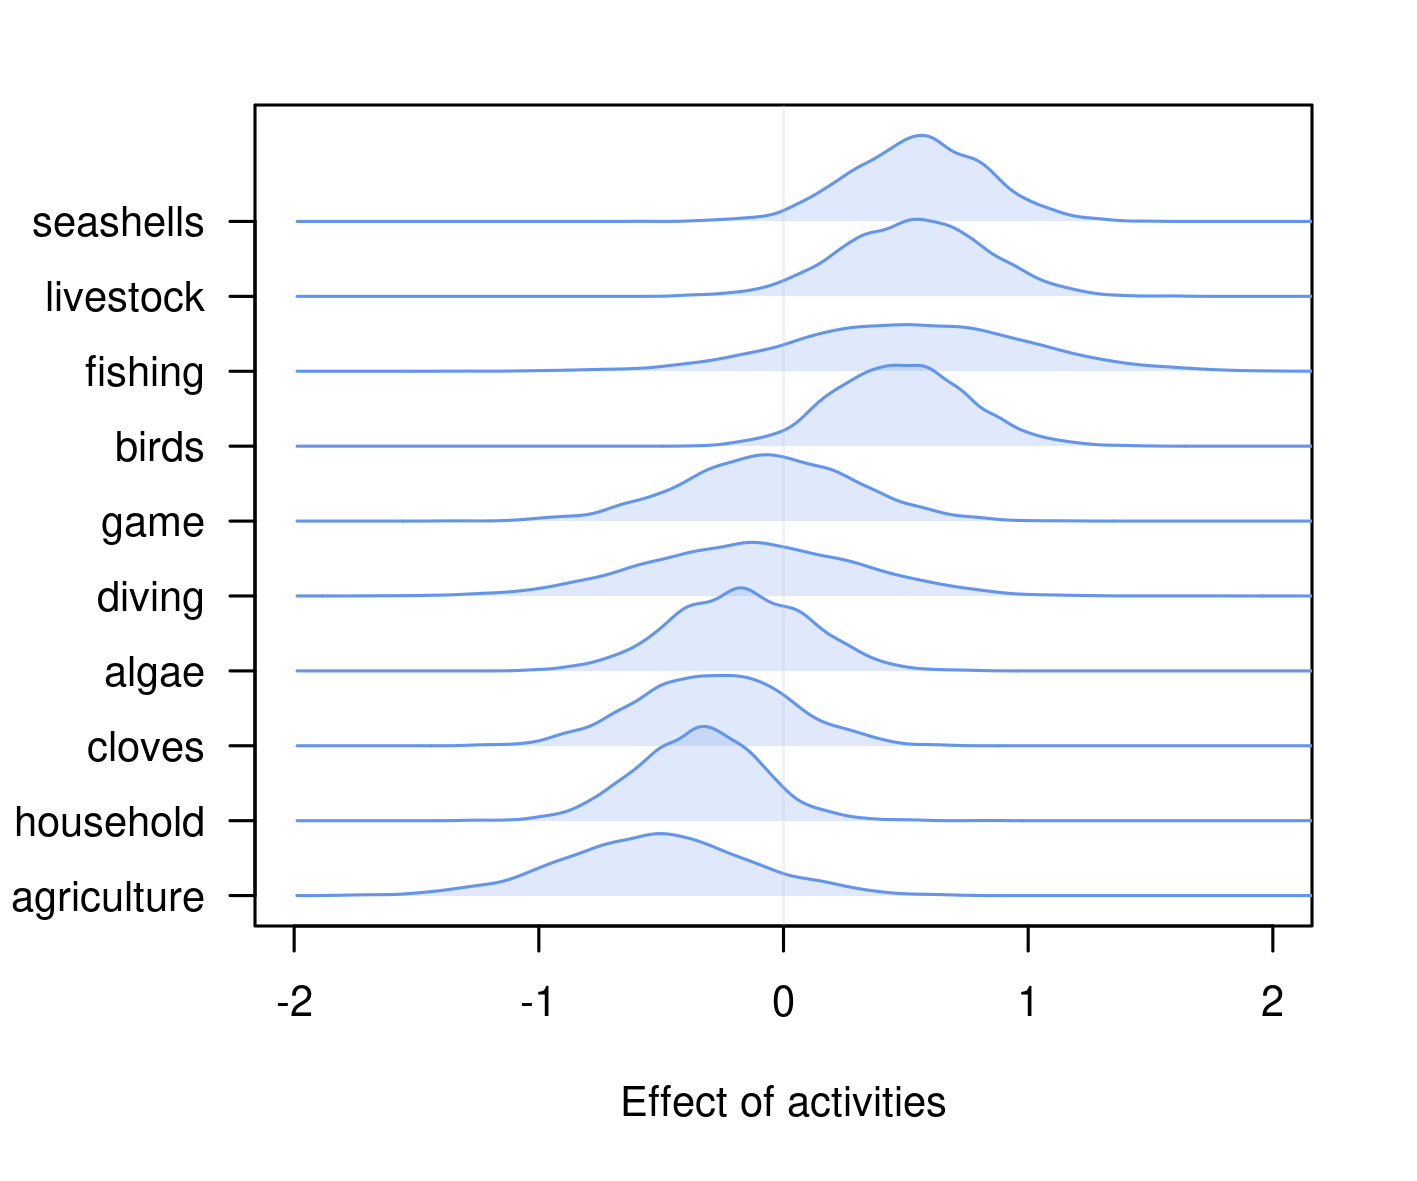 seashells
livestock
fishing
birds
game
diving
algae
cloves
household
agriculture
-2 -1 0 1 2
Effect of activities